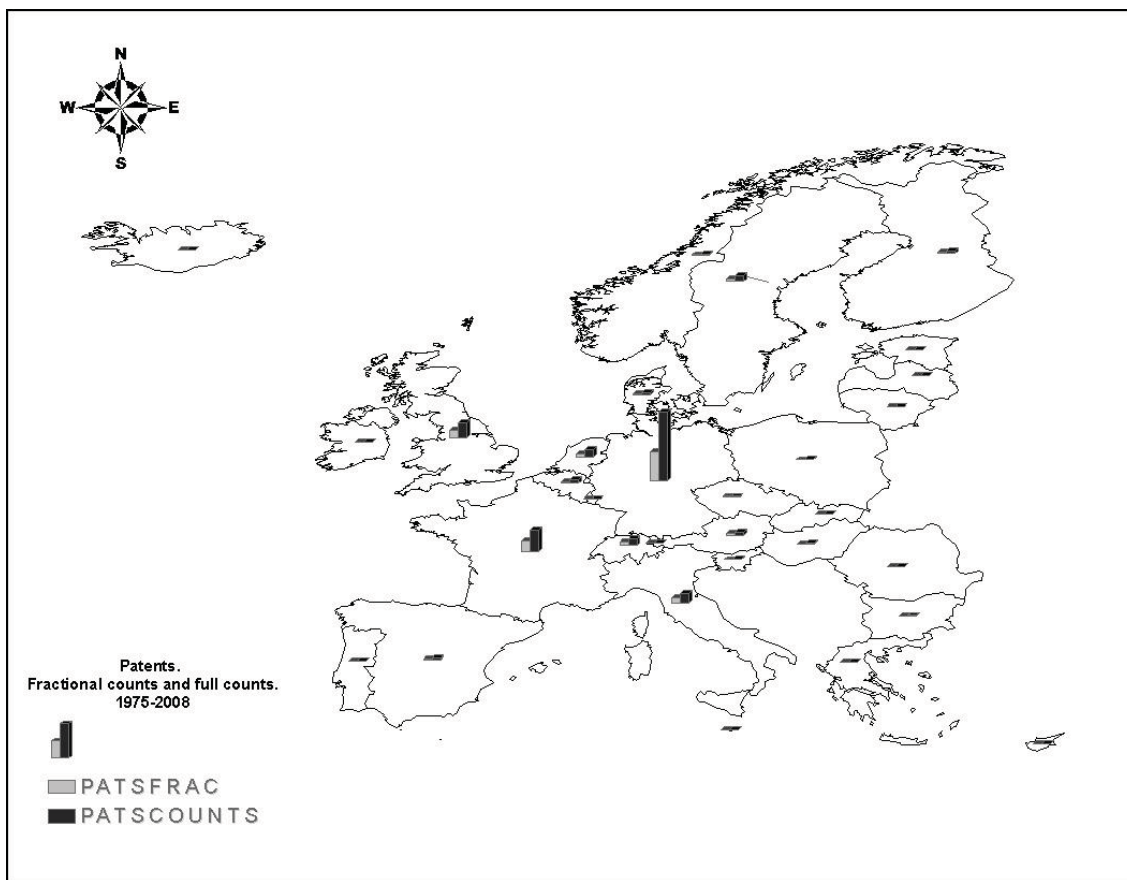 N
W E
S
Patents.
Fractional counts and full counts.
1975-2008
PATSFRAC
PATSCOUNTS